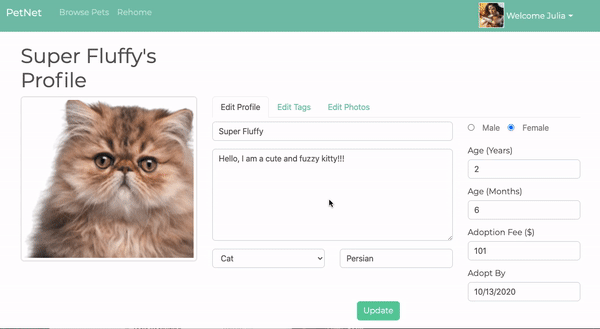 PetNet Browse Pets Rehome Welcome Julia
Super Fluffy's
Profile
Edit Profile Edit Tags Edit Photos
Super Fluffy
Hello, I am a cute and fuzzy kitty!!!
Cat Persian
Male Female
Age (Years)
2
Age (Months)
6
Adoption Fee ($)
101
Adopt By
10/13/2020
Update